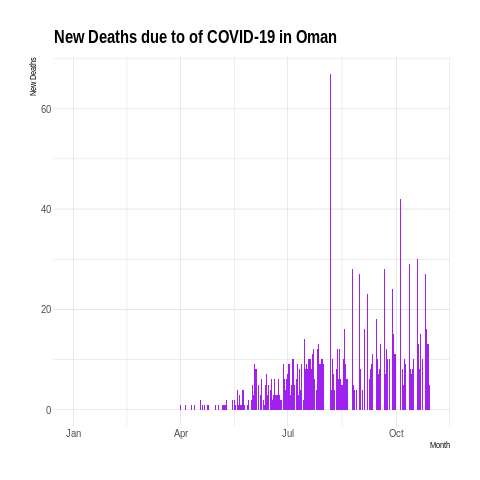 New Deaths due to of COVID-19 in Oman
New Deaths
60
40
20
0
Jan Apr Jul Oct
Month